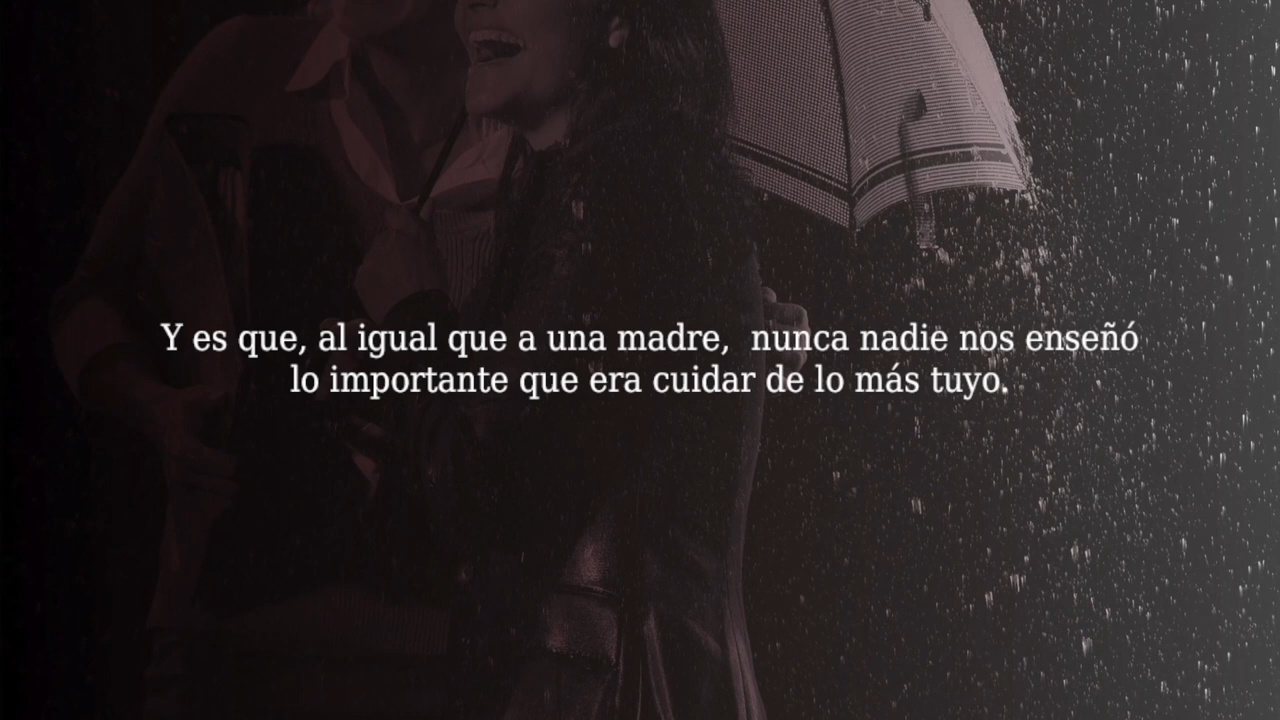 Y es que, al igual que a una madre,  nunca nadie nos enseñó
lo importante que era cuidar de lo más tuyo.